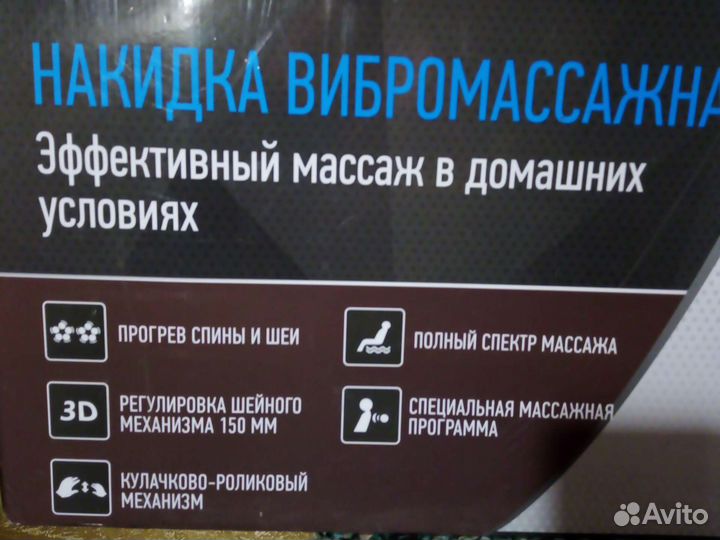 НАКИДКА ВИБРОМАССАЖНА
Эффективный массаж в домашних
условиях
ПРОГРЕВ СПИНЫ И ШЕИ
3D
РЕГУЛИРОВКА ШЕЙНОГО
МЕХАНИЗМА 150 ММ
КУЛАЧКОВО-РОЛИКОВЫЙ
МЕХАНИЗМ
ПОЛНЫЙ СПЕКТР МАССАЖА
СПЕЦИАЛЬНАЯ МАССАЖНАЯ
ПРОГРАММА
Avito